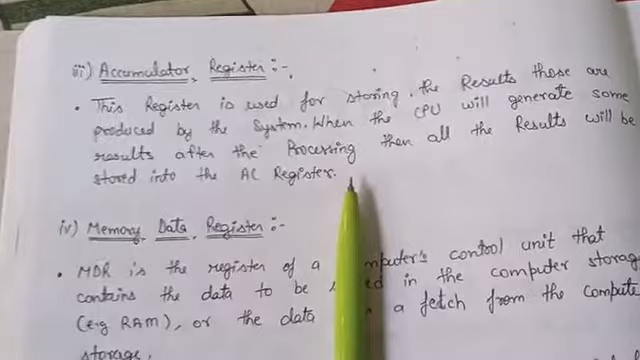 iii) Accumulator Register :-
• This Register is used for storing the Results those are
produced by the System. When the CPU will generate some
results after the Processing then all the Results will be
stored into the AC Register.
iv) Memory Data Register :-
• MDR is the register of a computer's control unit that
contains the data to be in the computer storage
(e.g RAM), or the data a fetch from the compute
storage.